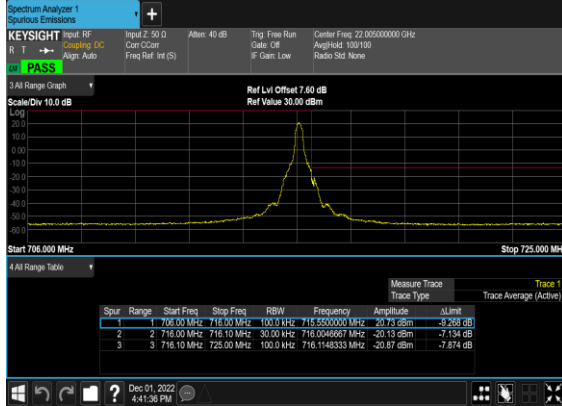 Spectrum Analyzer 1
Spurious Emissions
KEYSIGHT Input: RF Input Z: 50 Ω Atten: 40 dB Trig: Free Run Center Freq: 22.005000000 GHz
R T Coupling: DC Corr CCorr Gate: Off Avg|Hold: 100/100
Align: Auto Freq Ref: Int (S) IF Gain: Low Radio Std: None
PASS
3 All Range Graph
Ref Lvl Offset 7.60 dB
Scale/Div 10.0 dB Ref Value 30.00 dBm
Log
20.0
10.0
0.00
-10.0
-20.0
-30.0
-40.0
-50.0
-60.0
Start 706.000 MHz Stop 725.000 MH
4 All Range Table
Measure Trace Trace 1
Trace Type Trace Average (Active)
Spur Range Start Freq Stop Freq RBW Frequency Amplitude ΔLimit
1 1 706.00 MHz 716.00 MHz 100.0 kHz 715.5500000 MHz 20.73 dBm -9.268 dB
2 2 716.00 MHz 716.10 MHz 30.00 kHz 716.0046667 MHz -20.13 dBm -7.134 dB
3 3 716.10 MHz 725.00 MHz 100.0 kHz 716.1148333 MHz -20.87 dBm -7.874 dB
Dec 01, 2022
4:41:36 PM